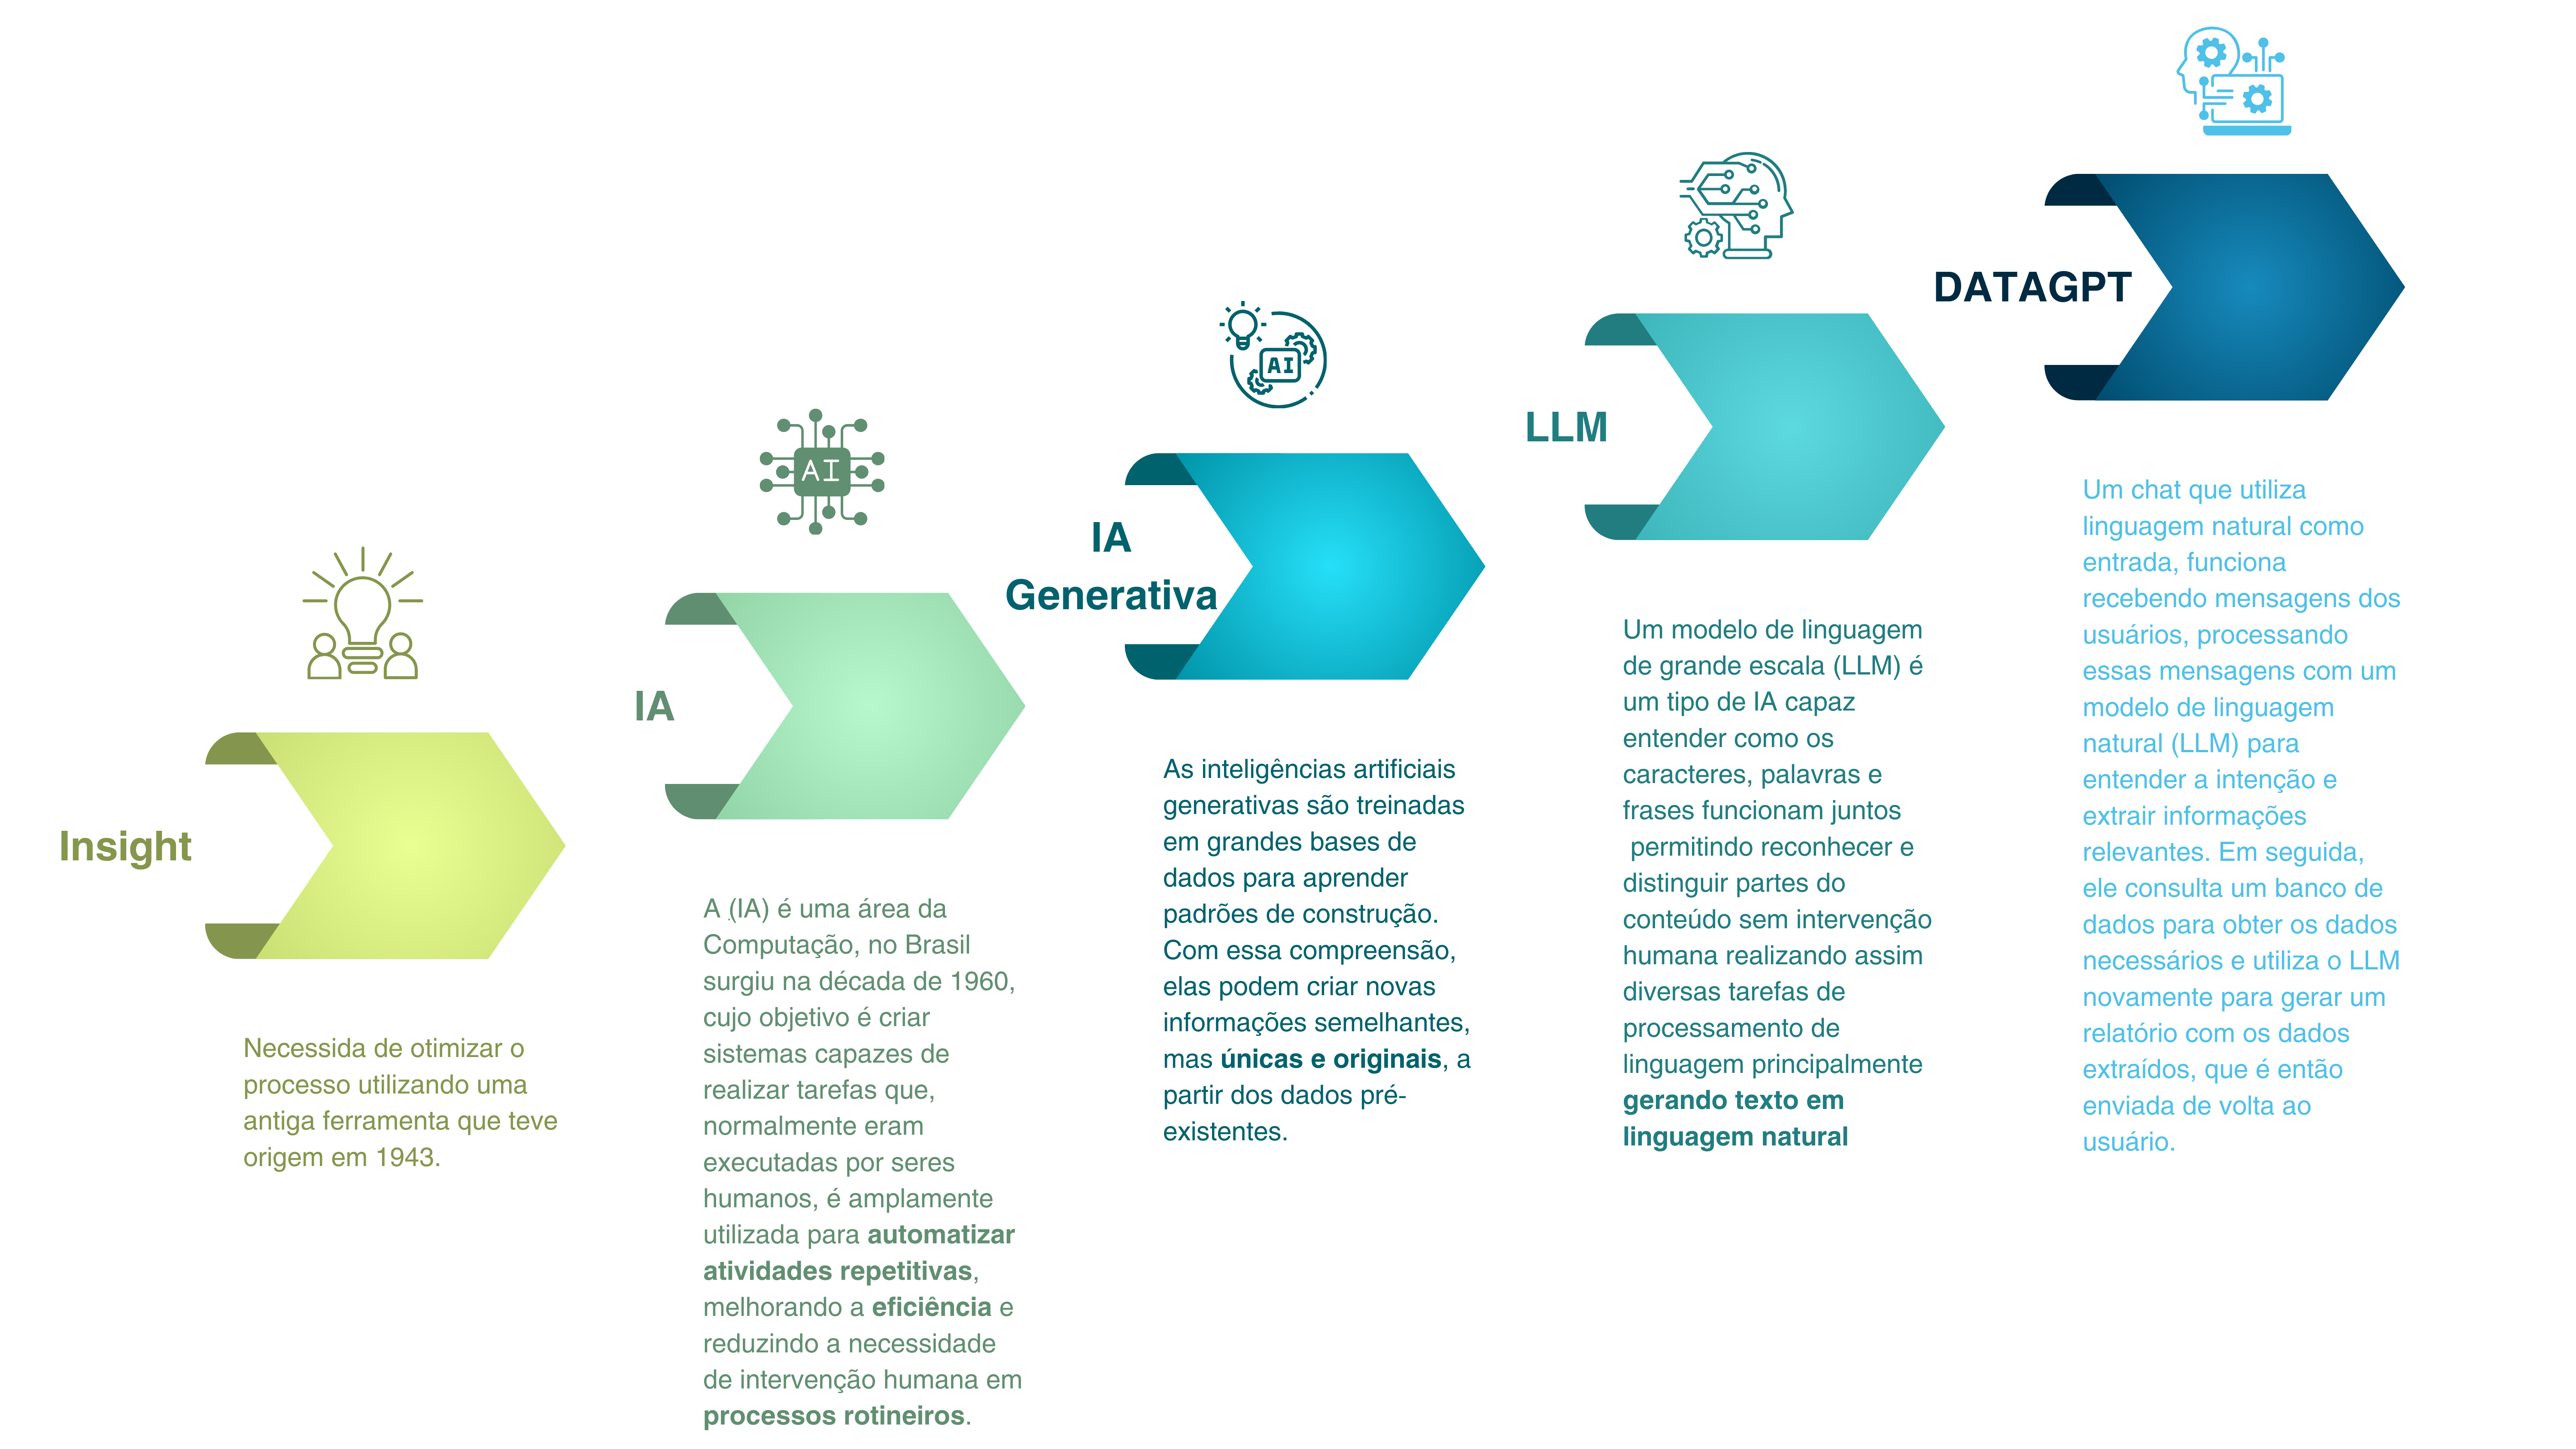 Insight
Necessida de otimizar o
processo utilizando uma
antiga ferramenta que teve
origem em 1943.
AI
IA
A (IA) é uma área da
Computação, no Brasil
surgiu na década de 1960,
cujo objetivo é criar
sistemas capazes de
realizar tarefas que,
normalmente eram
executadas por seres
humanos, é amplamente
utilizada para automatizar
atividades repetitivas,
melhorando a eficiência e
reduzindo a necessidade
de intervenção humana em
processos rotineiros.
AI
IA
Generativa
As inteligências artificiais
generativas são treinadas
em grandes bases de
dados para aprender
padrões de construção.
Com essa compreensão,
elas podem criar novas
informações semelhantes,
mas únicas e originais, a
partir dos dados pré-
existentes.
LLM
Um modelo de linguagem
de grande escala (LLM) é
um tipo de IA capaz
entender como os
caracteres, palavras e
frases funcionam juntos
permitindo reconhecer e
distinguir partes do
conteúdo sem intervenção
humana realizando assim
diversas tarefas de
processamento de
linguagem principalmente
gerando texto em
linguagem natural
DATAGPT
Um chat que utiliza
linguagem natural como
entrada, funciona
recebendo mensagens dos
usuários, processando
essas mensagens com um
modelo de linguagem
natural (LLM) para
entender a intenção e
extrair informações
relevantes. Em seguida,
ele consulta um banco de
dados para obter os dados
necessários e utiliza o LLM
novamente para gerar um
relatório com os dados
extraídos, que é então
enviada de volta ao
usuário.